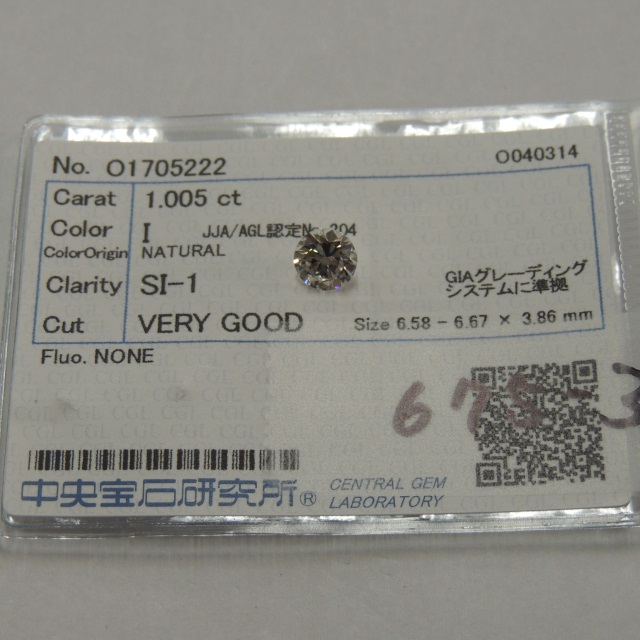 No. O1705222 O040314
Carat 1.005 ct
Color I JJA/AGL認定
ColorOrigin NATURAL
Clarity SI-1 GIAグレーディング
システムに準拠
Cut VERY GOOD Size 6.58 - 6.67 × 3.86 mm
Fluo. NONE
中央宝石研究所® CENTRAL GEM
LABORATORY